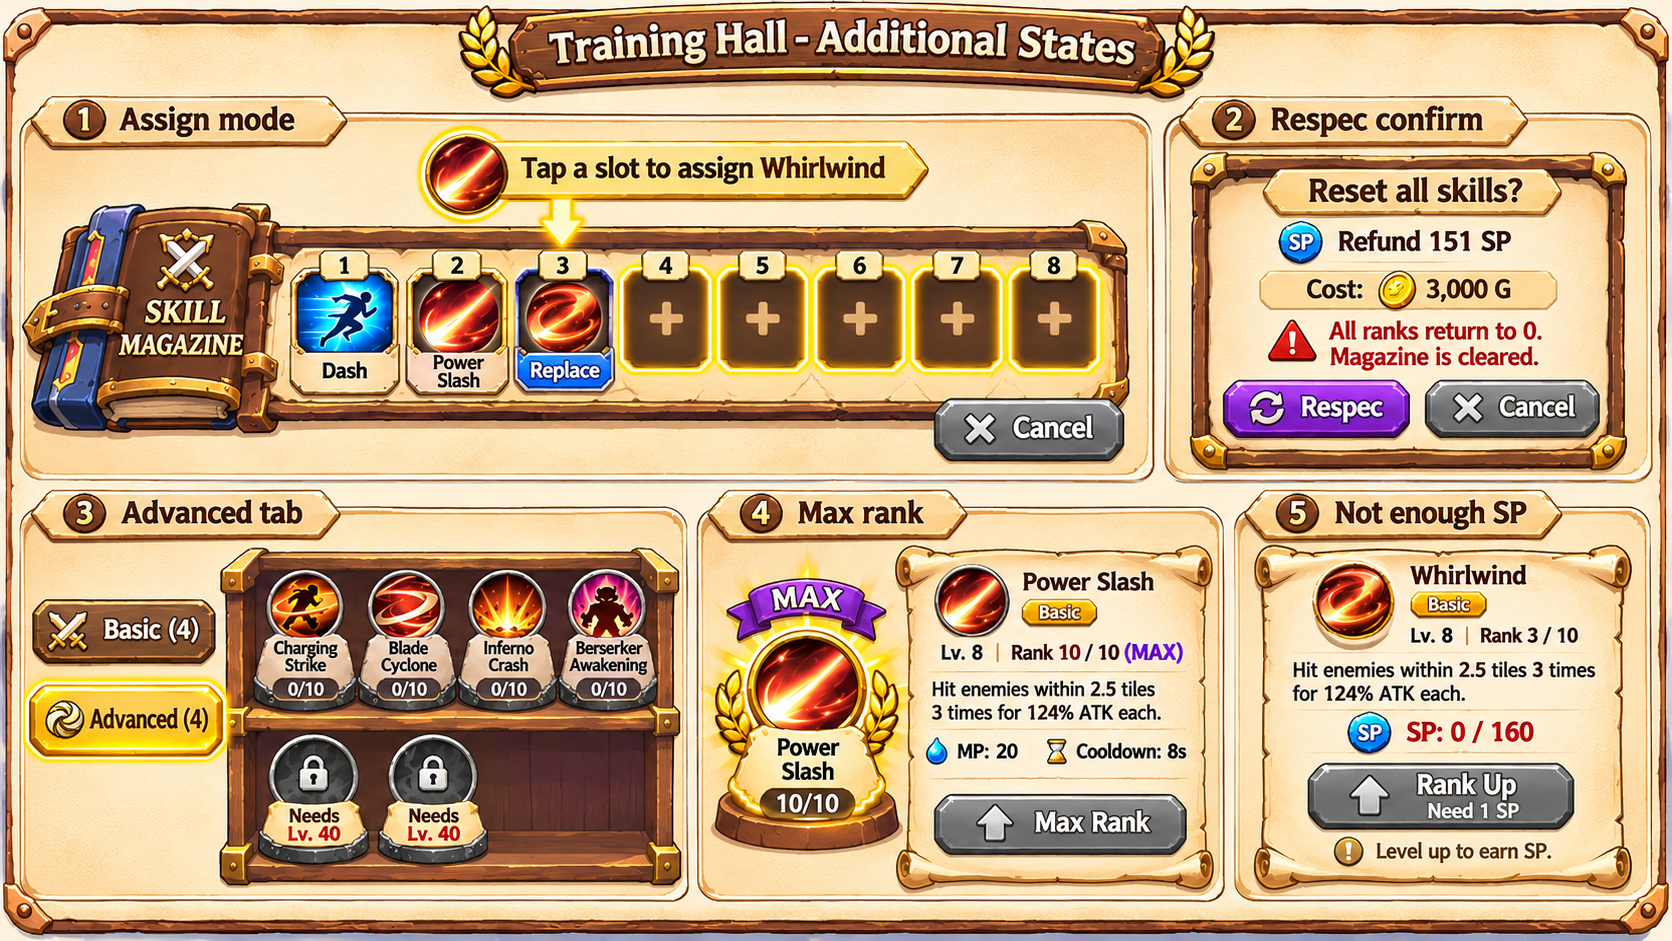 Training Hall - Additional States
1 Assign mode
Tap a slot to assign Whirlwind
SKILL
MAGAZINE
1
Dash
2
Power
Slash
3
Replace
4
5
6
7
8
Cancel
2 Respec confirm
Reset all skills?
SP Refund 151 SP
Cost: 3,000 G
All ranks return to 0.
Magazine is cleared.
Respec
Cancel
3 Advanced tab
Basic (4)
Advanced (4)
Charging
Strike
0/10
Blade
Cyclone
0/10
Inferno
Crash
0/10
Berserker
Awakening
0/10
Needs
Lv. 40
Needs
Lv. 40
4 Max rank
MAX
Power
Slash
10/10
Power Slash
Basic
Lv. 8 | Rank 10 / 10 (MAX)
Hit enemies within 2.5 tiles
3 times for 124% ATK each.
MP: 20 Cooldown: 8s
Max Rank
5 Not enough SP
Whirlwind
Basic
Lv. 8 | Rank 3 / 10
Hit enemies within 2.5 tiles 3 times
for 124% ATK each.
SP SP: 0 / 160
Rank Up
Need 1 SP
Level up to earn SP.